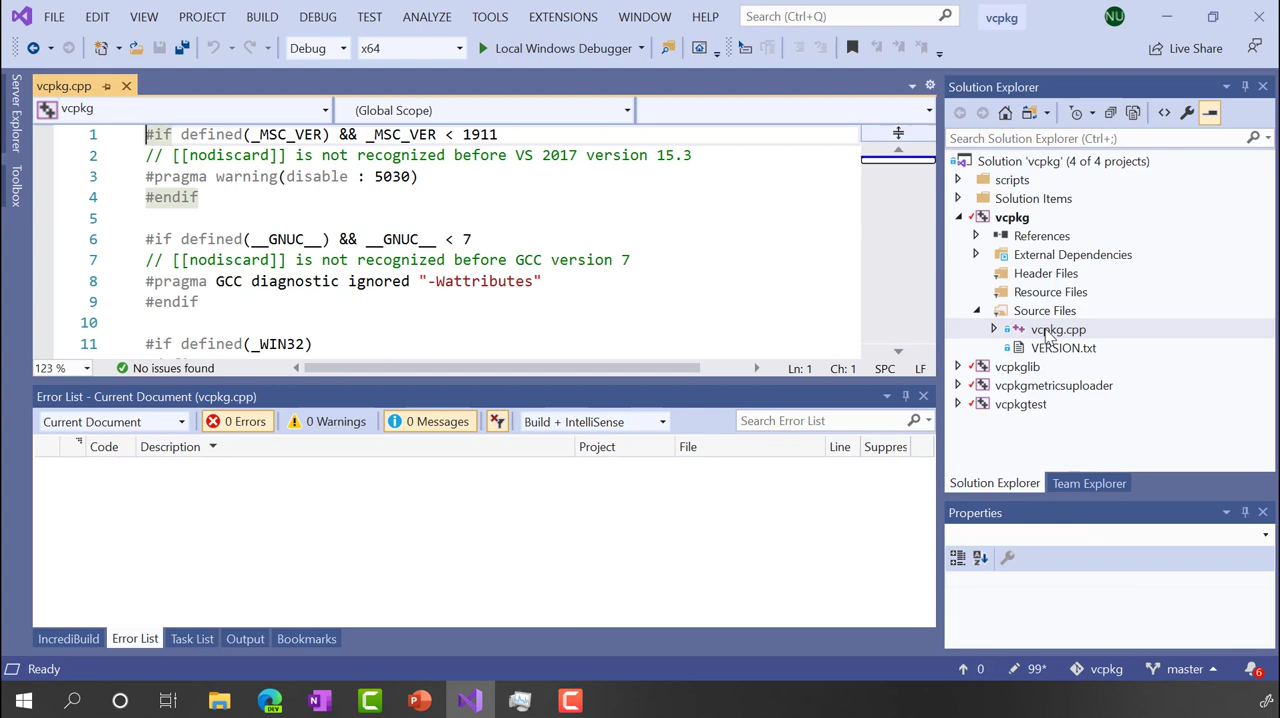 FILE EDIT VIEW PROJECT BUILD DEBUG TEST ANALYZE TOOLS EXTENSIONS WINDOW HELP Search (Ctrl+Q) vcpkg NU
Debug x64 Local Windows Debugger Live Share
Server Explorer
Toolbox
vcpkg.cpp
vcpkg (Global Scope)
1 #if defined(_MSC_VER) && _MSC_VER < 1911
2 // [[nodiscard]] is not recognized before VS 2017 version 15.3
3 #pragma warning(disable : 5030)
4 #endif
5
6 #if defined(__GNUC__) && __GNUC__ < 7
7 // [[nodiscard]] is not recognized before GCC version 7
8 #pragma GCC diagnostic ignored "-Wattributes"
9 #endif
10
11 #if defined(_WIN32)
123 % No issues found Ln: 1 Ch: 1 SPC LF
Error List - Current Document (vcpkg.cpp)
Current Document 0 Errors 0 Warnings 0 Messages Build + IntelliSense Search Error List
Code Description Project File Line Suppres
IncrediBuild Error List Task List Output Bookmarks
Solution Explorer
Search Solution Explorer (Ctrl+;)
Solution 'vcpkg' (4 of 4 projects)
scripts
Solution Items
vcpkg
References
External Dependencies
Header Files
Resource Files
Source Files
vcpkg.cpp
VERSION.txt
vcpkglib
vcpkgmetricsuploader
vcpkgtest
Solution Explorer Team Explorer
Properties
Ready 0 99* vcpkg master 6
DEV